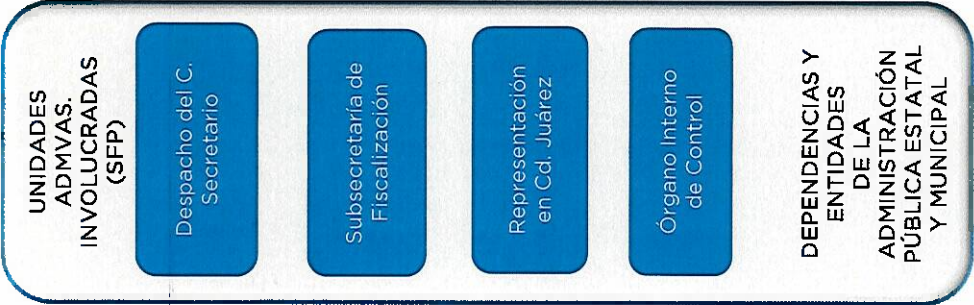 UNIDADES
ADMVAS.
INVOLUCRADAS
(SFP)
Despacho del C.
Secretario
Subsecretaría de
Fiscalización
Representación
en Cd. Juárez
Órgano Interno
de Control
DEPENDENCIAS Y
ENTIDADES
DE LA
ADMINISTRACIÓN
PÚBLICA ESTATAL
Y MUNICIPAL